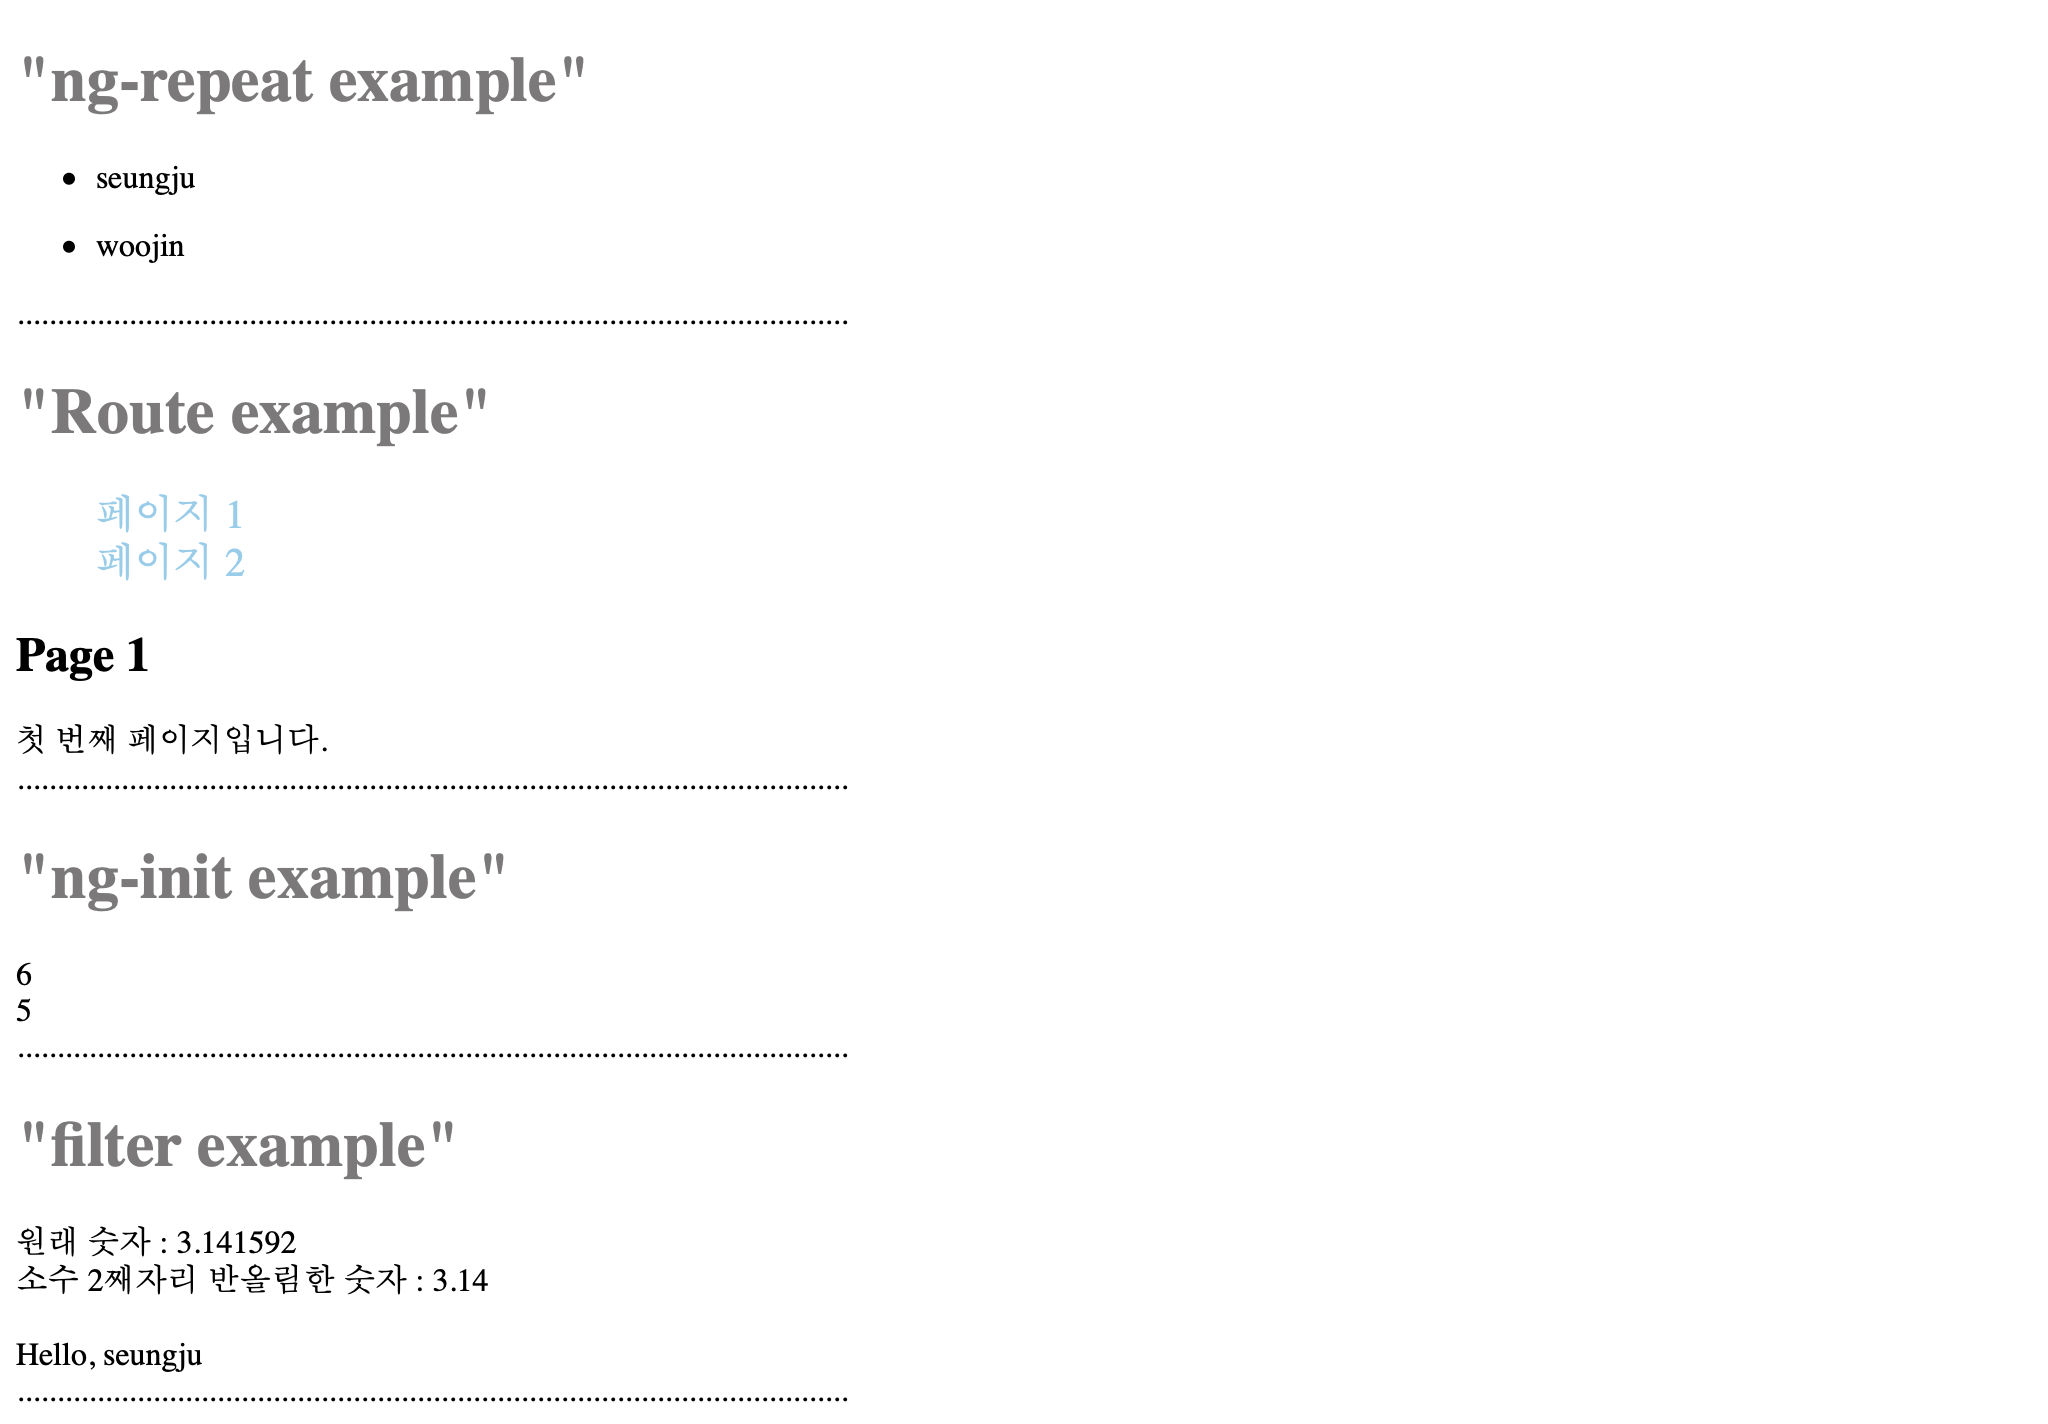 "ng-repeat example"
• seungju
• woojin
........................................................................................................
"Route example"
페이지 1
페이지 2
Page 1
첫 번째 페이지입니다.
........................................................................................................
"ng-init example"
6
5
........................................................................................................
"filter example"
원래 숫자 : 3.141592
소수 2째자리 반올림한 숫자 : 3.14
Hello, seungju
........................................................................................................